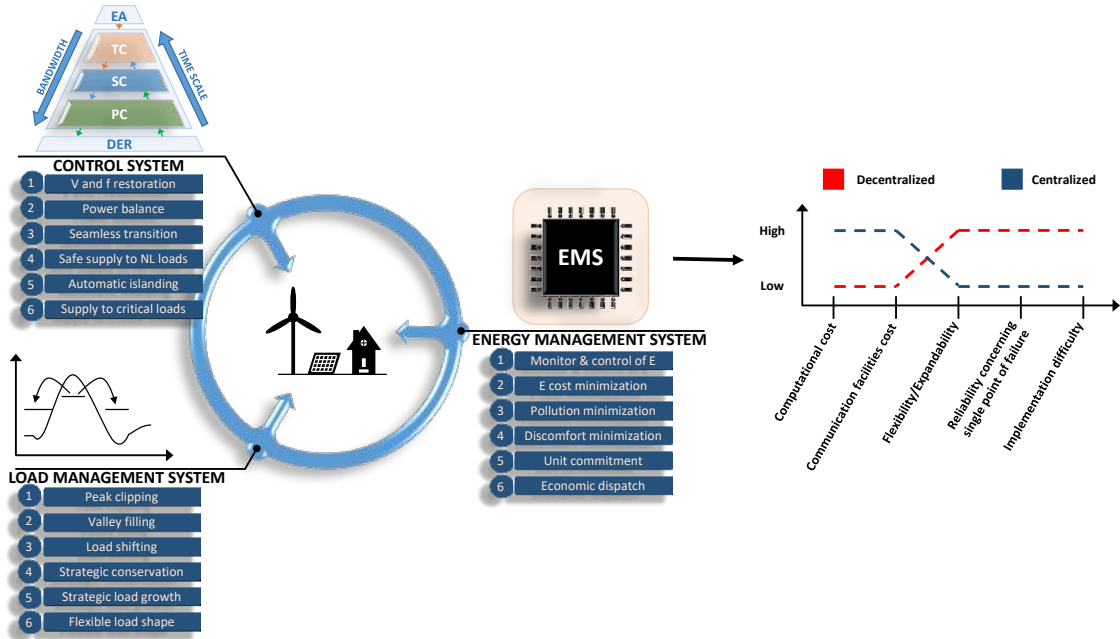 EA
TC
SC
PC
DER
BANDWIDTH
TIME SCALE
CONTROL SYSTEM
1 V and f restoration
2 Power balance
3 Seamless transition
4 Safe supply to NL loads
5 Automatic islanding
6 Supply to critical loads
LOAD MANAGEMENT SYSTEM
1 Peak clipping
2 Valley filling
3 Load shifting
4 Strategic conservation
5 Strategic load growth
6 Flexible load shape
EMS
ENERGY MANAGEMENT SYSTEM
1 Monitor & control of E
2 E cost minimization
3 Pollution minimization
4 Discomfort minimization
5 Unit commitment
6 Economic dispatch
Decentralized
Centralized
High
Low
Computational cost
Communication facilities cost
Flexibility/Expandability
Reliability concerning
single point of failure
Implementation difficulty